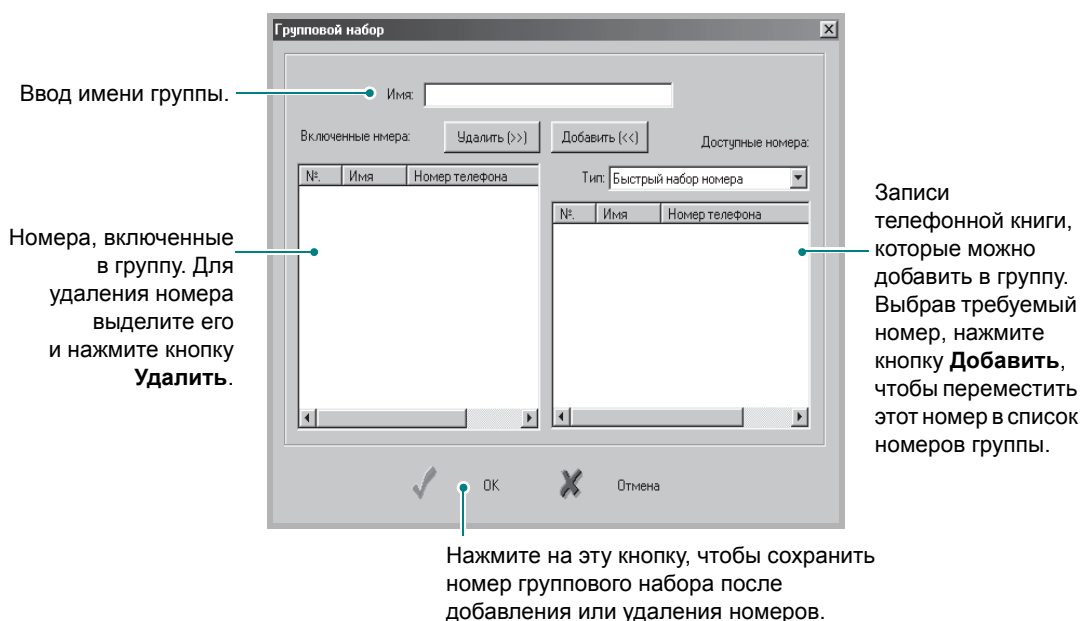 Групповой набор
Ввод имени группы.
Имя:
Включенные нмера:
Удалить (>>)
Добавить (<<)
Доступные номера:
№.
Имя
Номер телефона
Тип:
Быстрый набор номера
№.
Имя
Номер телефона
Номера, включенные
в группу. Для
удаления номера
выделите его
и нажмите кнопку
Удалить.
Записи
телефонной книги,
которые можно
добавить в группу.
Выбрав требуемый
номер, нажмите
кнопку Добавить,
чтобы переместить
этот номер в список
номеров группы.
OK
Отмена
Нажмите на эту кнопку, чтобы сохранить
номер группового набора после
добавления или удаления номеров.